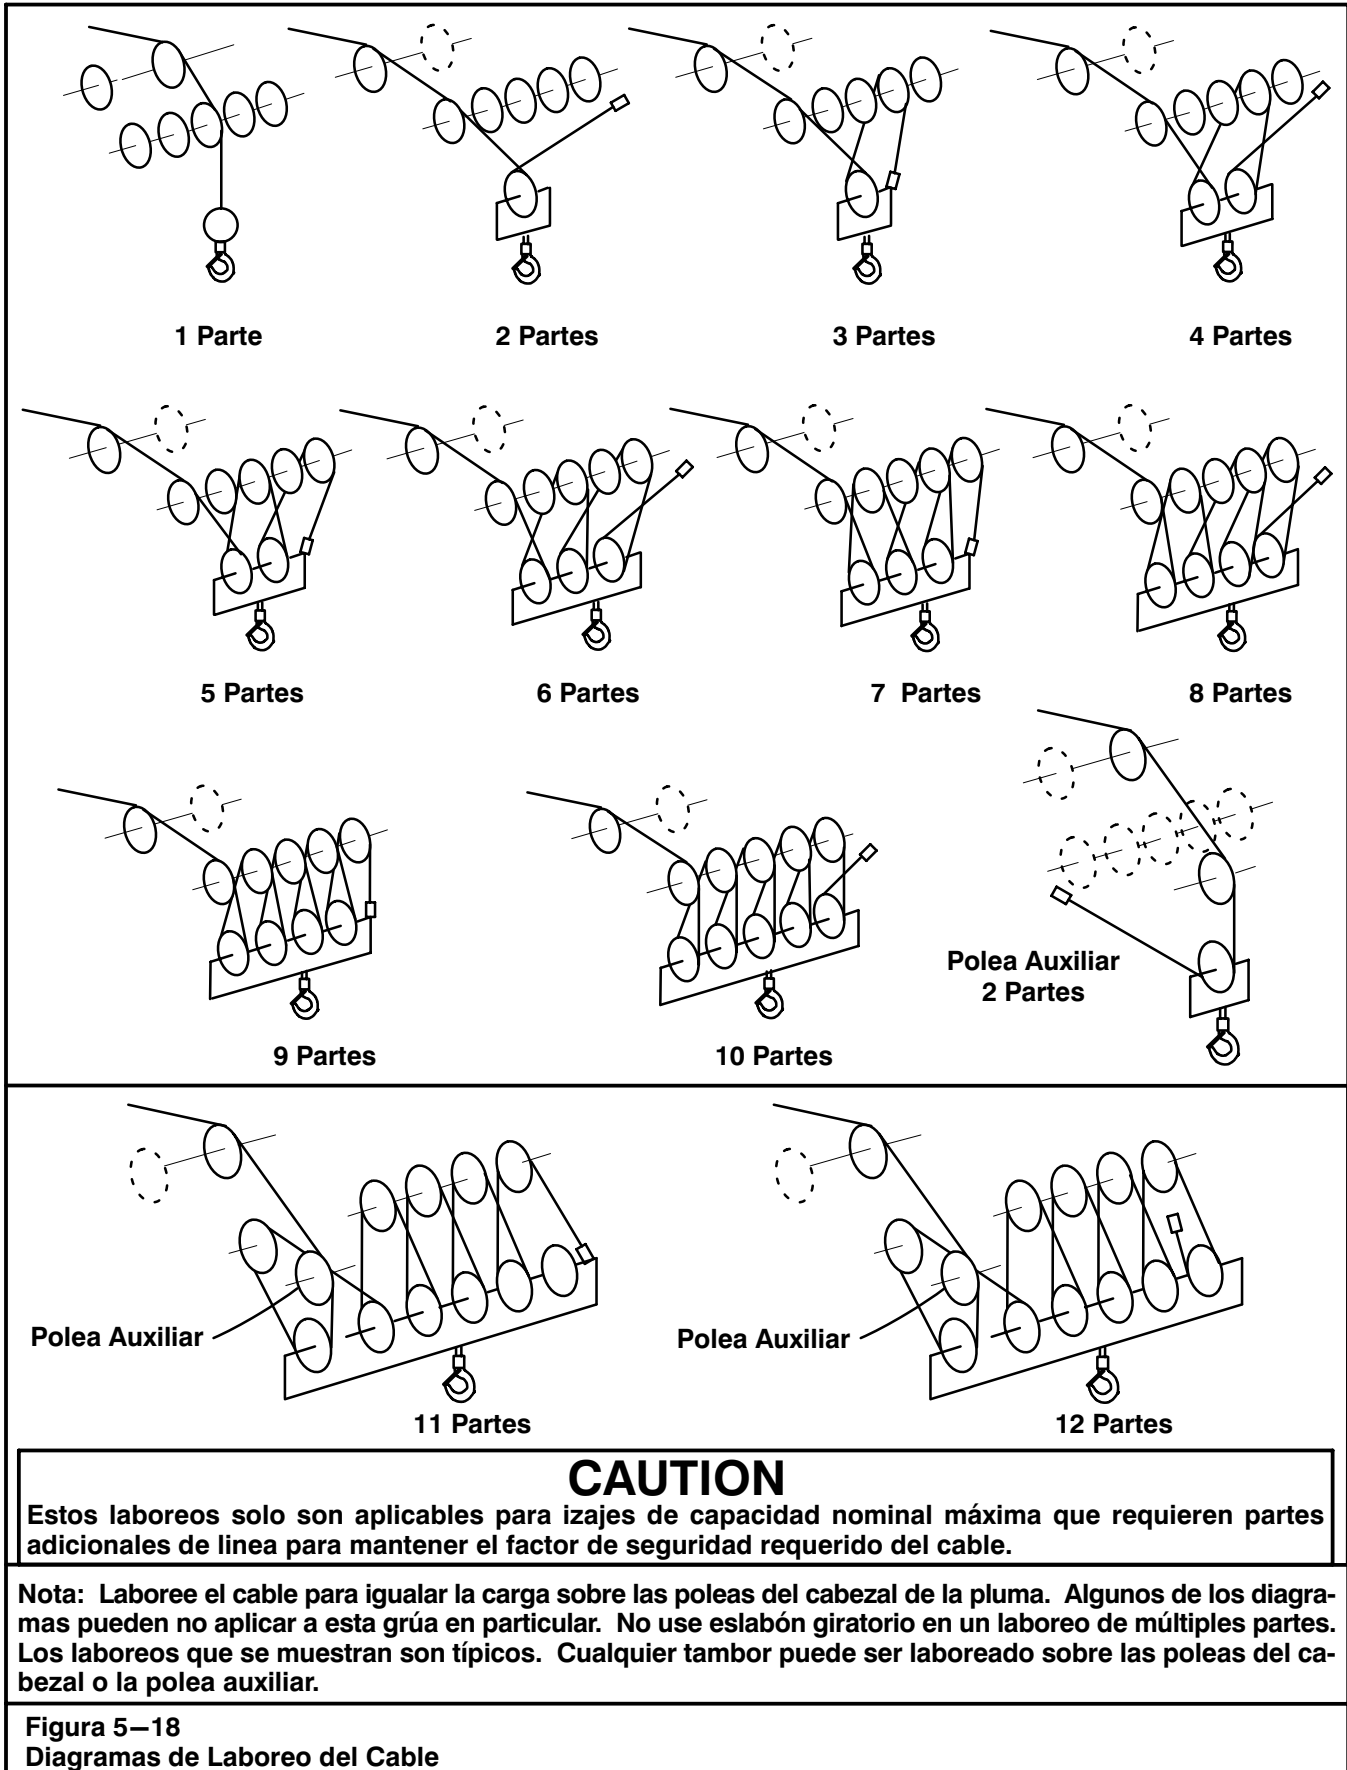 1 Parte
2 Partes
3 Partes
4 Partes
5 Partes
6 Partes
7 Partes
8 Partes
Polea Auxiliar
2 Partes
9 Partes
10 Partes
Polea Auxiliar
Polea Auxiliar
11 Partes
12 Partes
CAUTION
Estos laboreos solo son aplicables para izajes de capacidad nominal máxima que requieren partes
adicionales de linea para mantener el factor de seguridad requerido del cable.
Nota: Laboree el cable para igualar la carga sobre las poleas del cabezal de la pluma. Algunos de los diagra-
mas pueden no aplicar a esta grúa en particular. No use eslabón giratorio en un laboreo de múltiples partes.
Los laboreos que se muestran son típicos. Cualquier tambor puede ser laboreado sobre las poleas del ca-
bezal o la polea auxiliar.
Figura 5—18
Diagramas de Laboreo del Cable